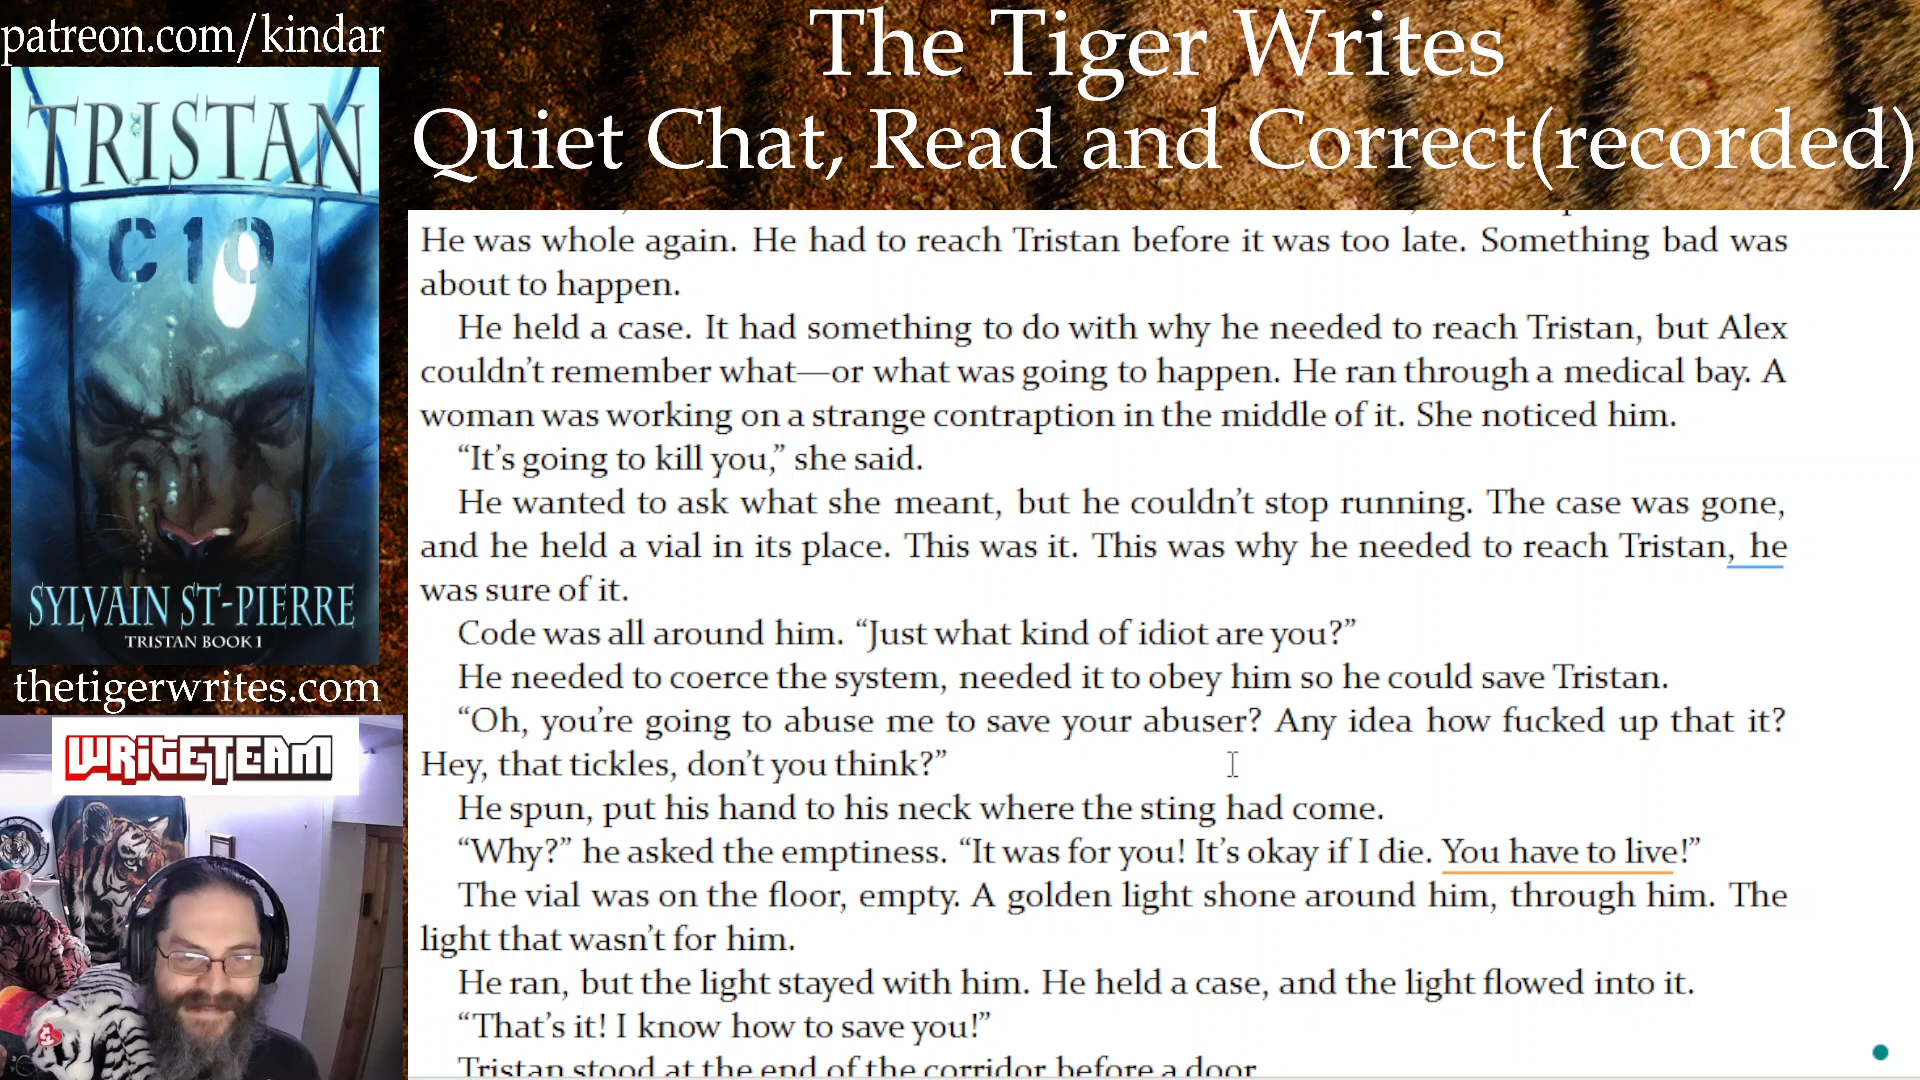 patreon.com/kindar
The Tiger Writes
Quiet Chat, Read and Correct(recorded)
TRISTAN
C10
SYLVAIN ST-PIERRE
TRISTAN BOOK 1
thetigerwrites.com
WRiTETEAM
He was whole again. He had to reach Tristan before it was too late. Something bad was
about to happen.
He held a case. It had something to do with why he needed to reach Tristan, but Alex
couldn’t remember what—or what was going to happen. He ran through a medical bay. A
woman was working on a strange contraption in the middle of it. She noticed him.
“It’s going to kill you,” she said.
He wanted to ask what she meant, but he couldn’t stop running. The case was gone,
and he held a vial in its place. This was it. This was why he needed to reach Tristan, he
was sure of it.
Code was all around him. “Just what kind of idiot are you?”
He needed to coerce the system, needed it to obey him so he could save Tristan.
“Oh, you’re going to abuse me to save your abuser? Any idea how fucked up that it?
Hey, that tickles, don’t you think?”
He spun, put his hand to his neck where the sting had come.
“Why?” he asked the emptiness. “It was for you! It’s okay if I die. You have to live!”
The vial was on the floor, empty. A golden light shone around him, through him. The
light that wasn’t for him.
He ran, but the light stayed with him. He held a case, and the light flowed into it.
“That’s it! I know how to save you!”
Tristan stood at the end of the corridor before a door.